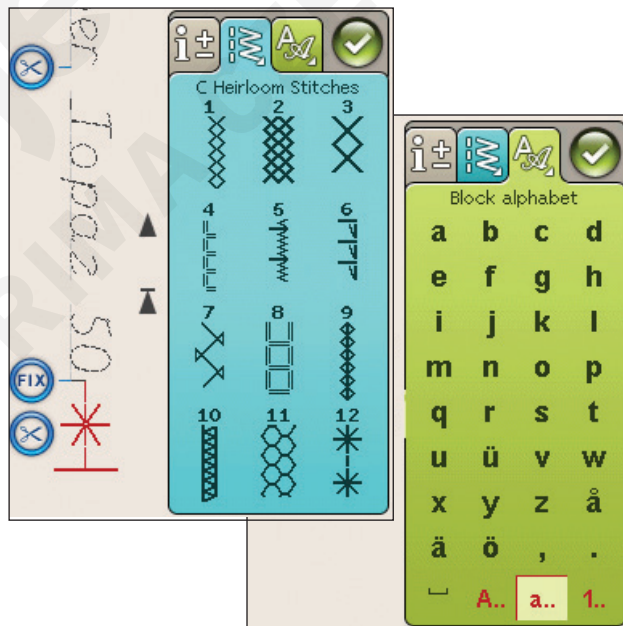 er Topaz 50
FIX
i±
C Heirloom Stitches
1 2 3
4 5 6
7 8 9
10 11 12
i±
Block alphabet
a b c d
e f g h
i j k l
m n o p
q r s t
u ü v w
x y z å
ä ö , .
A.. a.. 1..